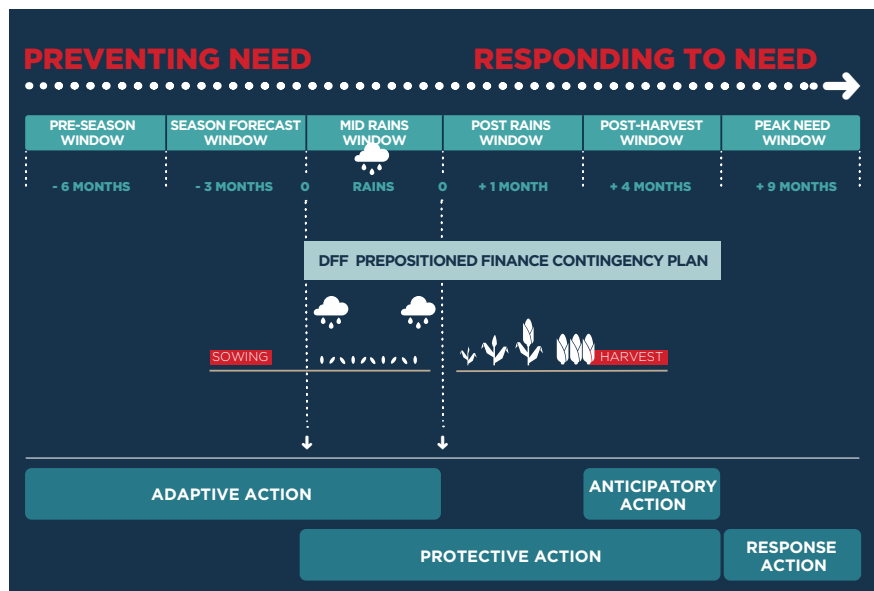 PREVENTING NEED
RESPONDING TO NEED
PRE-SEASON
WINDOW
SEASON FORECAST
WINDOW
MID RAINS
WINDOW
POST RAINS
WINDOW
POST-HARVEST
WINDOW
PEAK NEED
WINDOW
- 6 MONTHS
- 3 MONTHS
0
RAINS
0
+ 1 MONTH
+ 4 MONTHS
+ 9 MONTHS
DFF PREPOSITIONED FINANCE CONTINGENCY PLAN
SOWING
HARVEST
ADAPTIVE ACTION
ANTICIPATORY
ACTION
PROTECTIVE ACTION
RESPONSE
ACTION